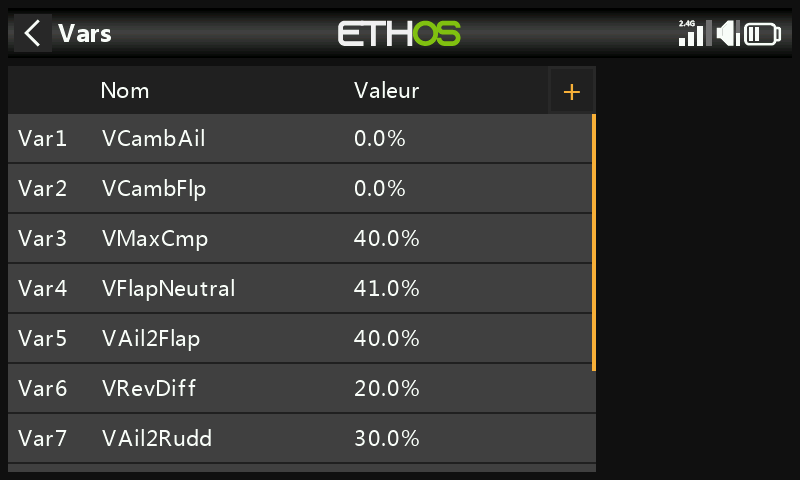 Vars
ETHOS
2.4G
Nom Valeur +
Var1 VCambAil 0.0%
Var2 VCambFlp 0.0%
Var3 VMaxCmp 40.0%
Var4 VFlapNeutral 41.0%
Var5 VAil2Flap 40.0%
Var6 VRevDiff 20.0%
Var7 VAil2Rudd 30.0%